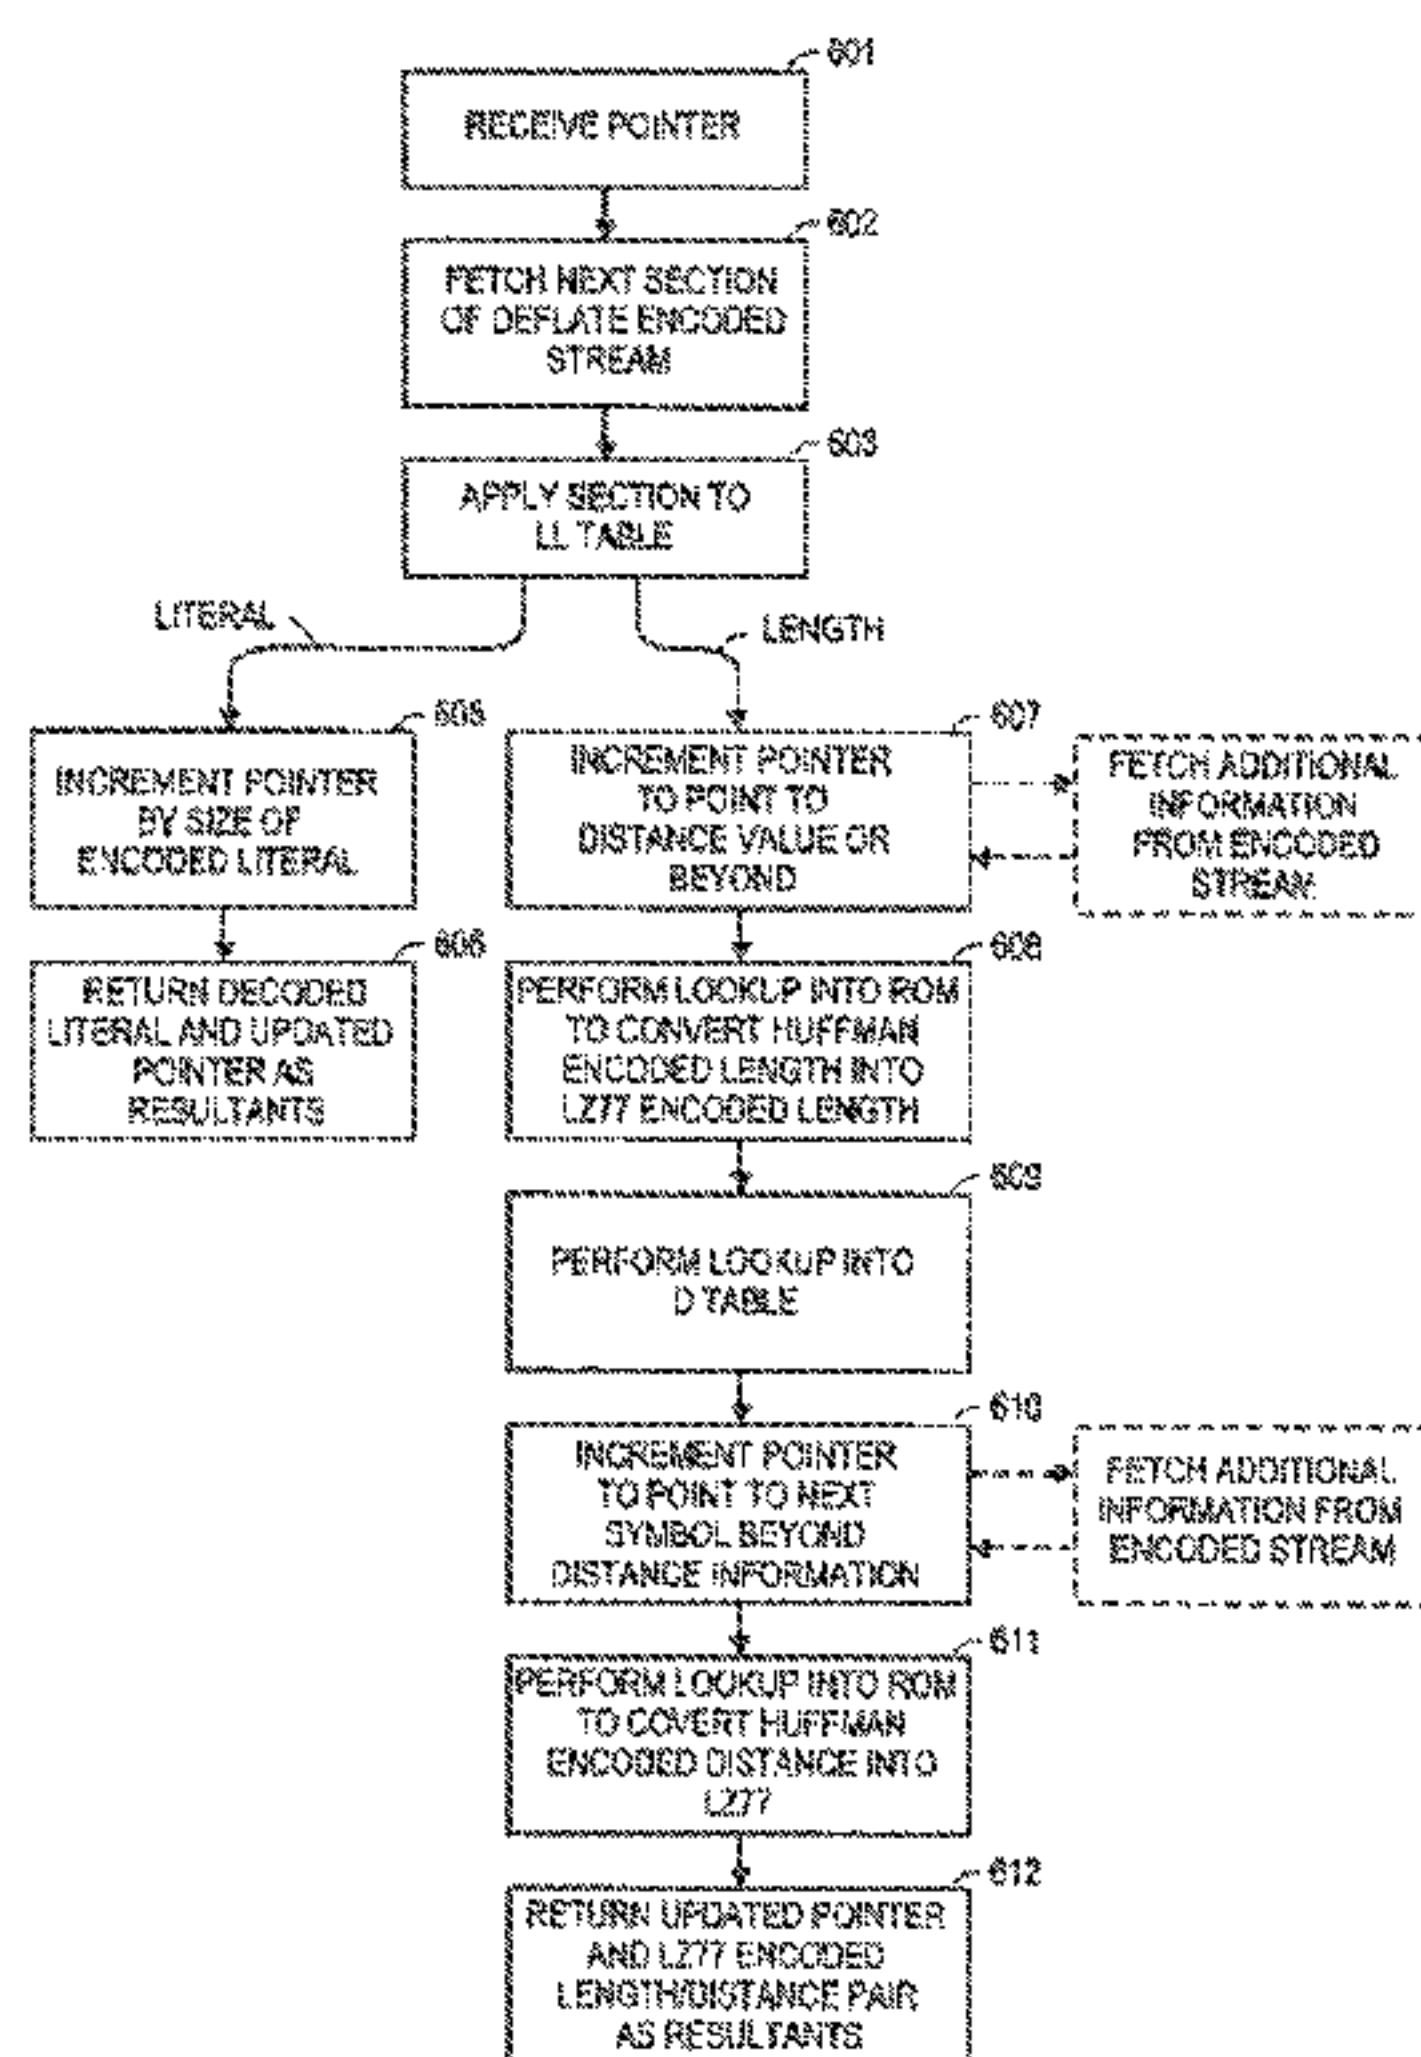 601
RECEIVE POINTER
602
FETCH NEXT SECTION
OF DEFLATE ENCODED
STREAM
603
APPLY SECTION TO
LL TABLE
LITERAL
LENGTH
605
INCREMENT POINTER
BY SIZE OF
ENCODED LITERAL
606
RETURN DECODED
LITERAL AND UPDATED
POINTER AS
RESULTANTS
607
INCREMENT POINTER
TO POINT TO
DISTANCE VALUE OR
BEYOND
FETCH ADDITIONAL
INFORMATION
FROM ENCODED
STREAM
608
PERFORM LOOKUP INTO ROM
TO CONVERT HUFFMAN
ENCODED LENGTH INTO
LZ77 ENCODED LENGTH
609
PERFORM LOOKUP INTO
D TABLE
610
INCREMENT POINTER
TO POINT TO NEXT
SYMBOL BEYOND
DISTANCE INFORMATION
FETCH ADDITIONAL
INFORMATION FROM
ENCODED STREAM
611
PERFORM LOOKUP INTO ROM
TO COVERT HUFFMAN
ENCODED DISTANCE INTO
LZ77
612
RETURN UPDATED POINTER
AND LZ77 ENCODED
LENGTH/DISTANCE PAIR
AS RESULTANTS